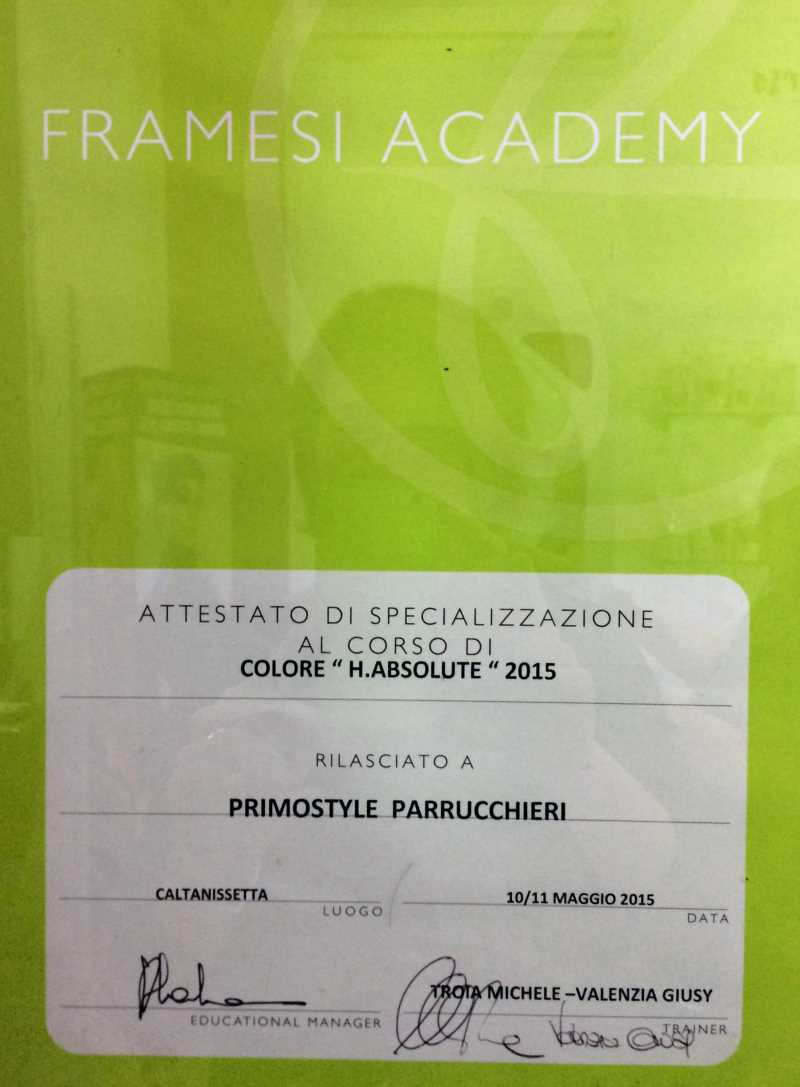 FRAMESI ACADEMY
ATTESTATO DI SPECIALIZZAZIONE
AL CORSO DI
COLORE “ H.ABSOLUTE “ 2015
RILASCIATO A
PRIMOSTYLE PARRUCCHIERI
CALTANISSETTA
LUOGO
10/11 MAGGIO 2015
DATA
EDUCATIONAL MANAGER
TROIA MICHELE –VALENZIA GIUSY
TRAINER